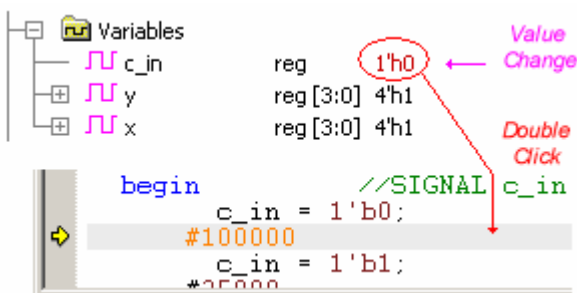 Variables
Value
c_in reg 1'h0 Change
y reg [3:0] 4'h1
x reg [3:0] 4'h1
Double
Click
begin //SIGNAL c_in
c_in = 1'b0;
#100000
c_in = 1'b1;
#25000